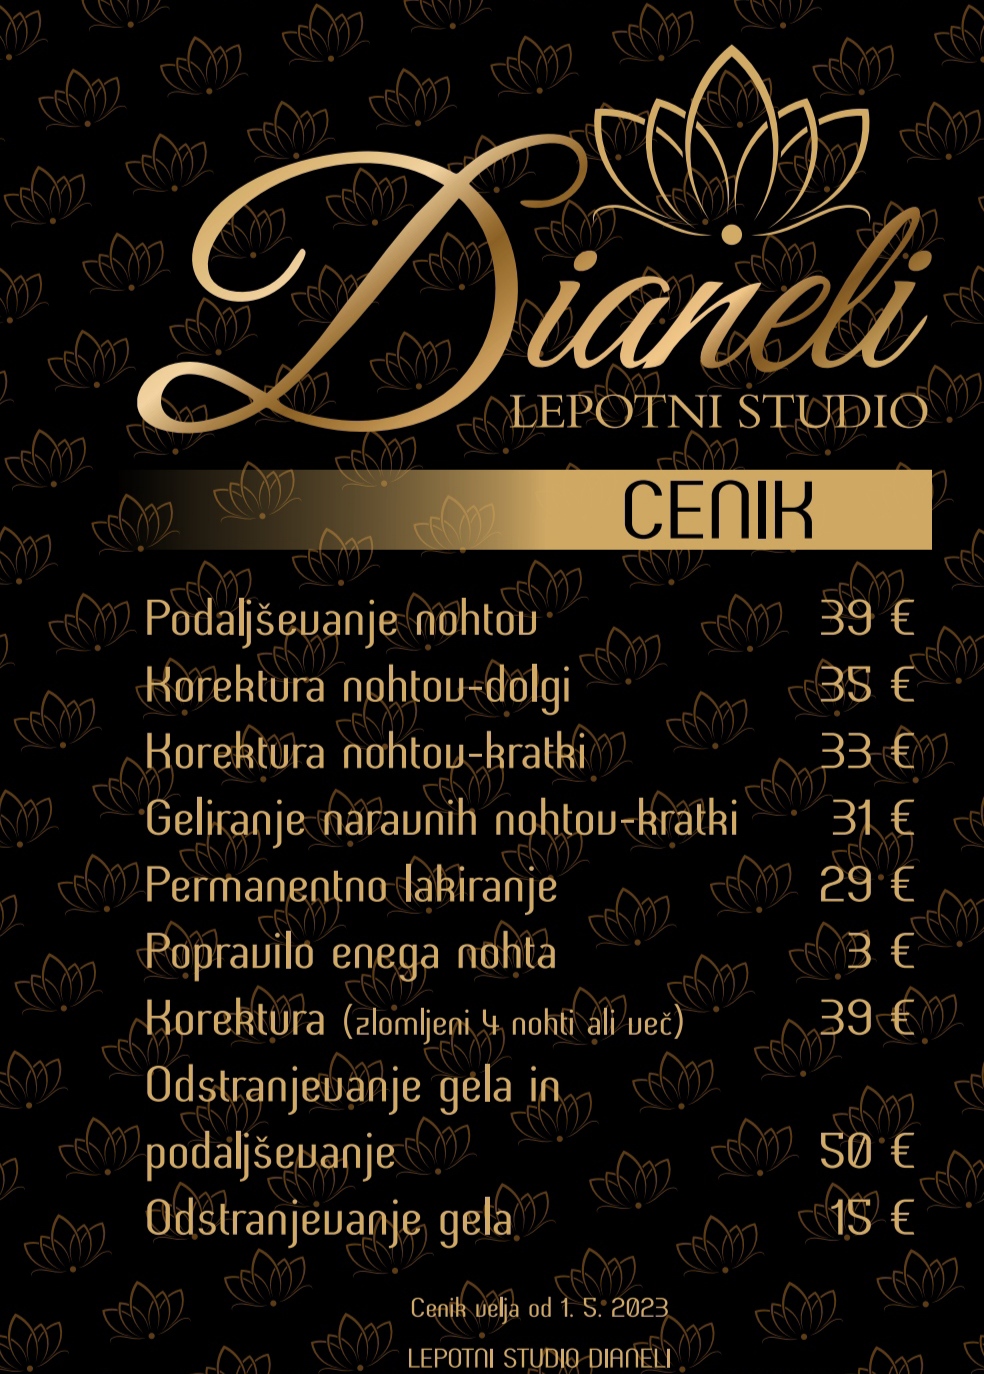 Dianeli
LEPOTNI STUDIO
CENIK
Podaljševanje nohtov 39 €
Korektura nohtov-dolgi 35 €
Korektura nohtov-kratki 33 €
Geliranje naravnih nohtov-kratki 31 €
Permanentno lakiranje 29 €
Popravilo enega nohta 3 €
Korektura (zlomljeni 4 nohti ali več) 39 €
Odstranjevanje gela in
podaljševanje 50 €
Odstranjevanje gela 15 €
Cenik velja od 1. 5. 2023
LEPOTNI STUDIO DIANELI